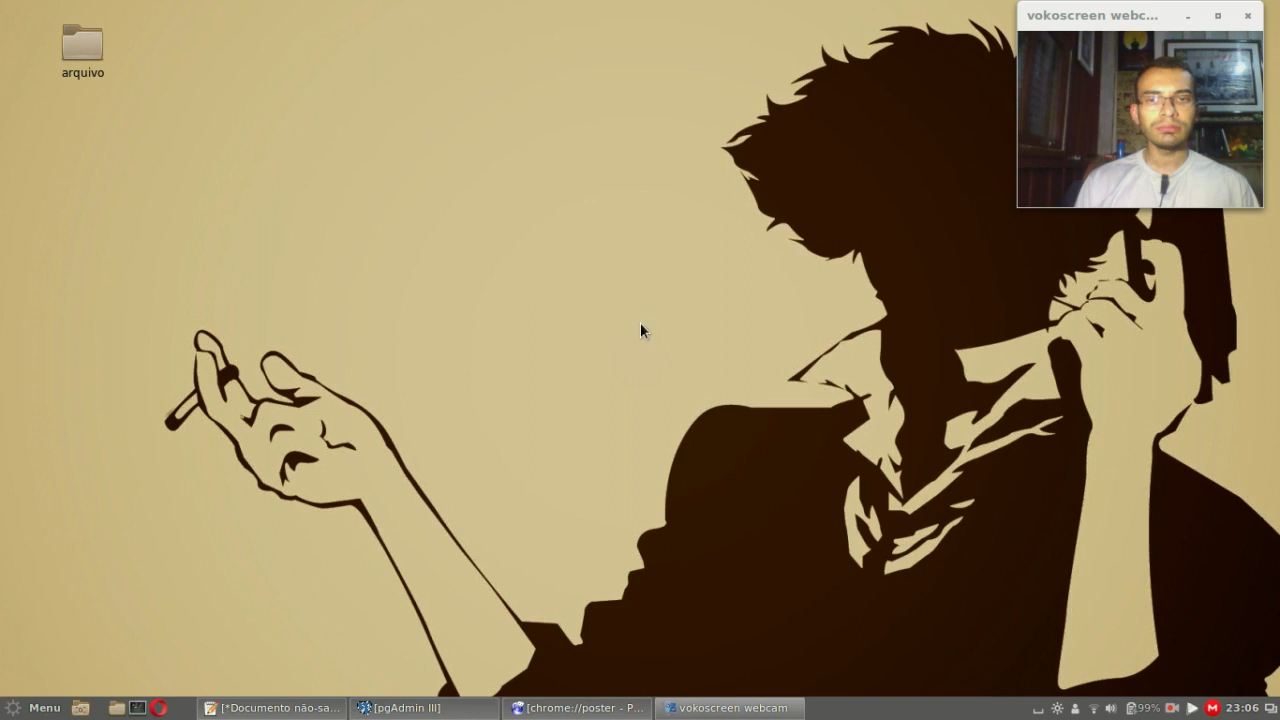 vokoscreen webc...
arquivo
Menu
[*Documento não-sa...
[pgAdmin III]
[chrome://poster - P...
vokoscreen webcam
99%
M
23:06